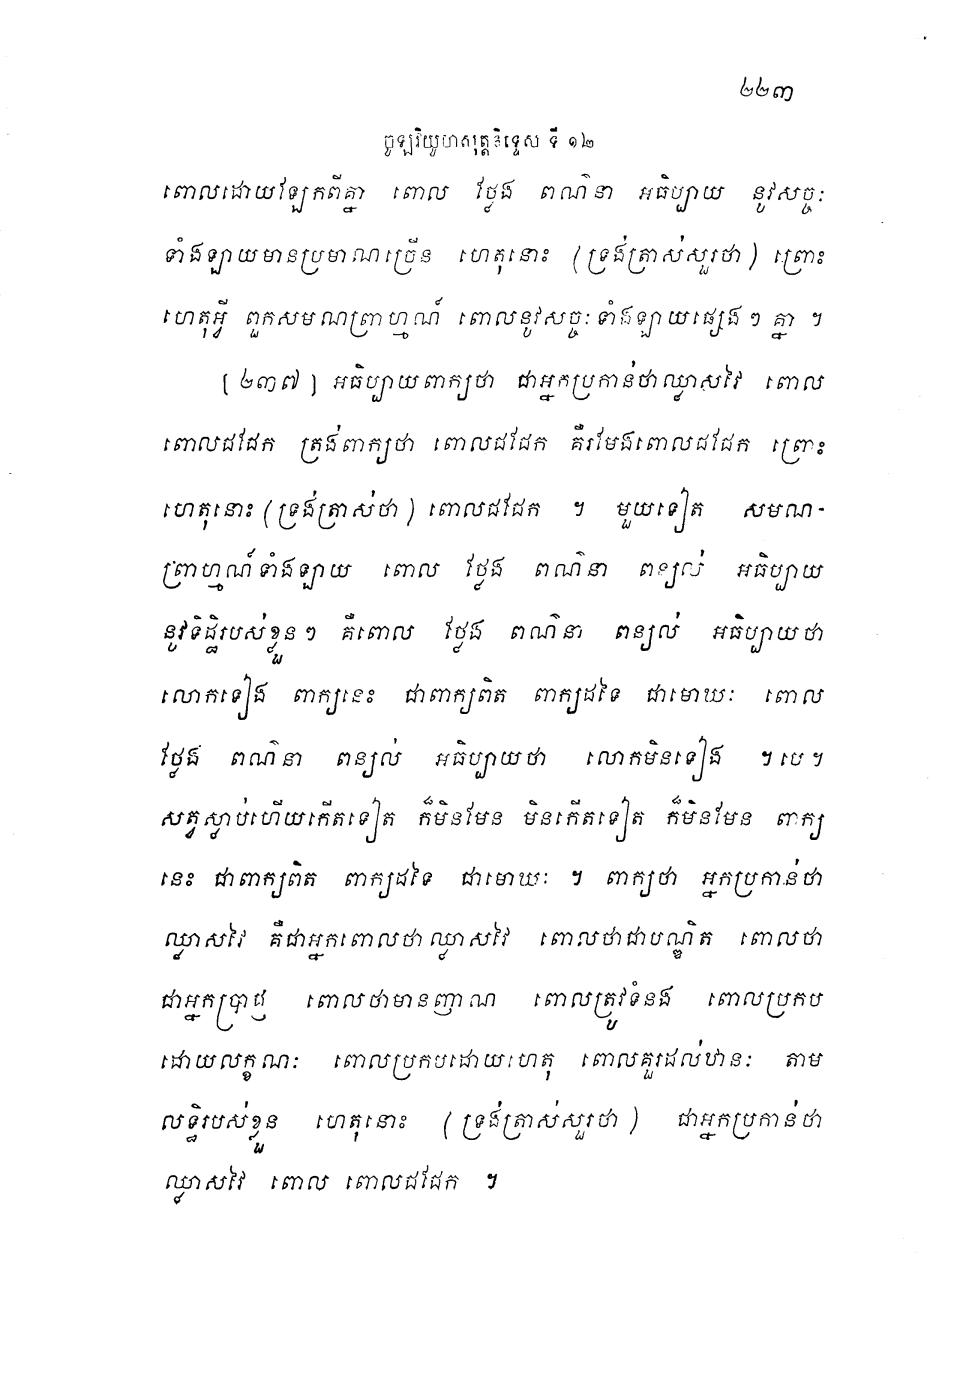 ២២៣
ចូឡវិយូហសុត្តនិទ្ទេស ទី ១២
ពោលដោយឡែកពីគ្នា ពោល ថ្លែង ពណ៌នា អធិប្បាយ នូវសច្ចៈ
ទាំងឡាយមានប្រមាណច្រើន ហេតុនោះ (ទ្រង់ត្រាស់សួរថា) ព្រោះ
ហេតុអ្វី ពួកសមណព្រាហ្មណ៍ ពោលនូវសច្ចៈទាំងឡាយផ្សេងៗ គ្នា ។
[២៣៧] អធិប្បាយពាក្យថា ជាអ្នកប្រកាន់ថាឈ្លាសវៃ ពោល
ពោលដដែក ត្រង់ពាក្យថា ពោលដដែក គឺរមែងពោលដដែក ព្រោះ
ហេតុនោះ (ទ្រង់ត្រាស់ថា) ពោលដដែក ។ មួយទៀត សមណ-
ព្រាហ្មណ៍ទាំងឡាយ ពោល ថ្លែង ពណ៌នា ពន្យល់ អធិប្បាយ
នូវទិដ្ឋិរបស់ខ្លួនៗ គឺពោល ថ្លែង ពណ៌នា ពន្យល់ អធិប្បាយថា
លោកទៀង ពាក្យនេះ ជាពាក្យពិត ពាក្យដទៃ ជាមោឃៈ ពោល
ថ្លែង ពណ៌នា ពន្យល់ អធិប្បាយថា លោកមិនទៀង ។បេ។
សត្វស្លាប់ហើយកើតទៀត ក៏មិនមែន មិនកើតទៀត ក៏មិនមែន ពាក្យ
នេះ ជាពាក្យពិត ពាក្យដទៃ ជាមោឃៈ ។ ពាក្យថា អ្នកប្រកាន់ថា
ឈ្លាសវៃ គឺជាអ្នកពោលថាឈ្លាសវៃ ពោលថាជាបណ្ឌិត ពោលថា
ជាអ្នកប្រាជ្ញ ពោលថាមានញាណ ពោលត្រូវទំនង ពោលប្រកប
ដោយលក្ខណៈ ពោលប្រកបដោយហេតុ ពោលគួរដល់ឋានៈ តាម
លទ្ធិរបស់ខ្លួន ហេតុនោះ (ទ្រង់ត្រាស់សួរថា) ជាអ្នកប្រកាន់ថា
ឈ្លាសវៃ ពោល ពោលដដែក ។